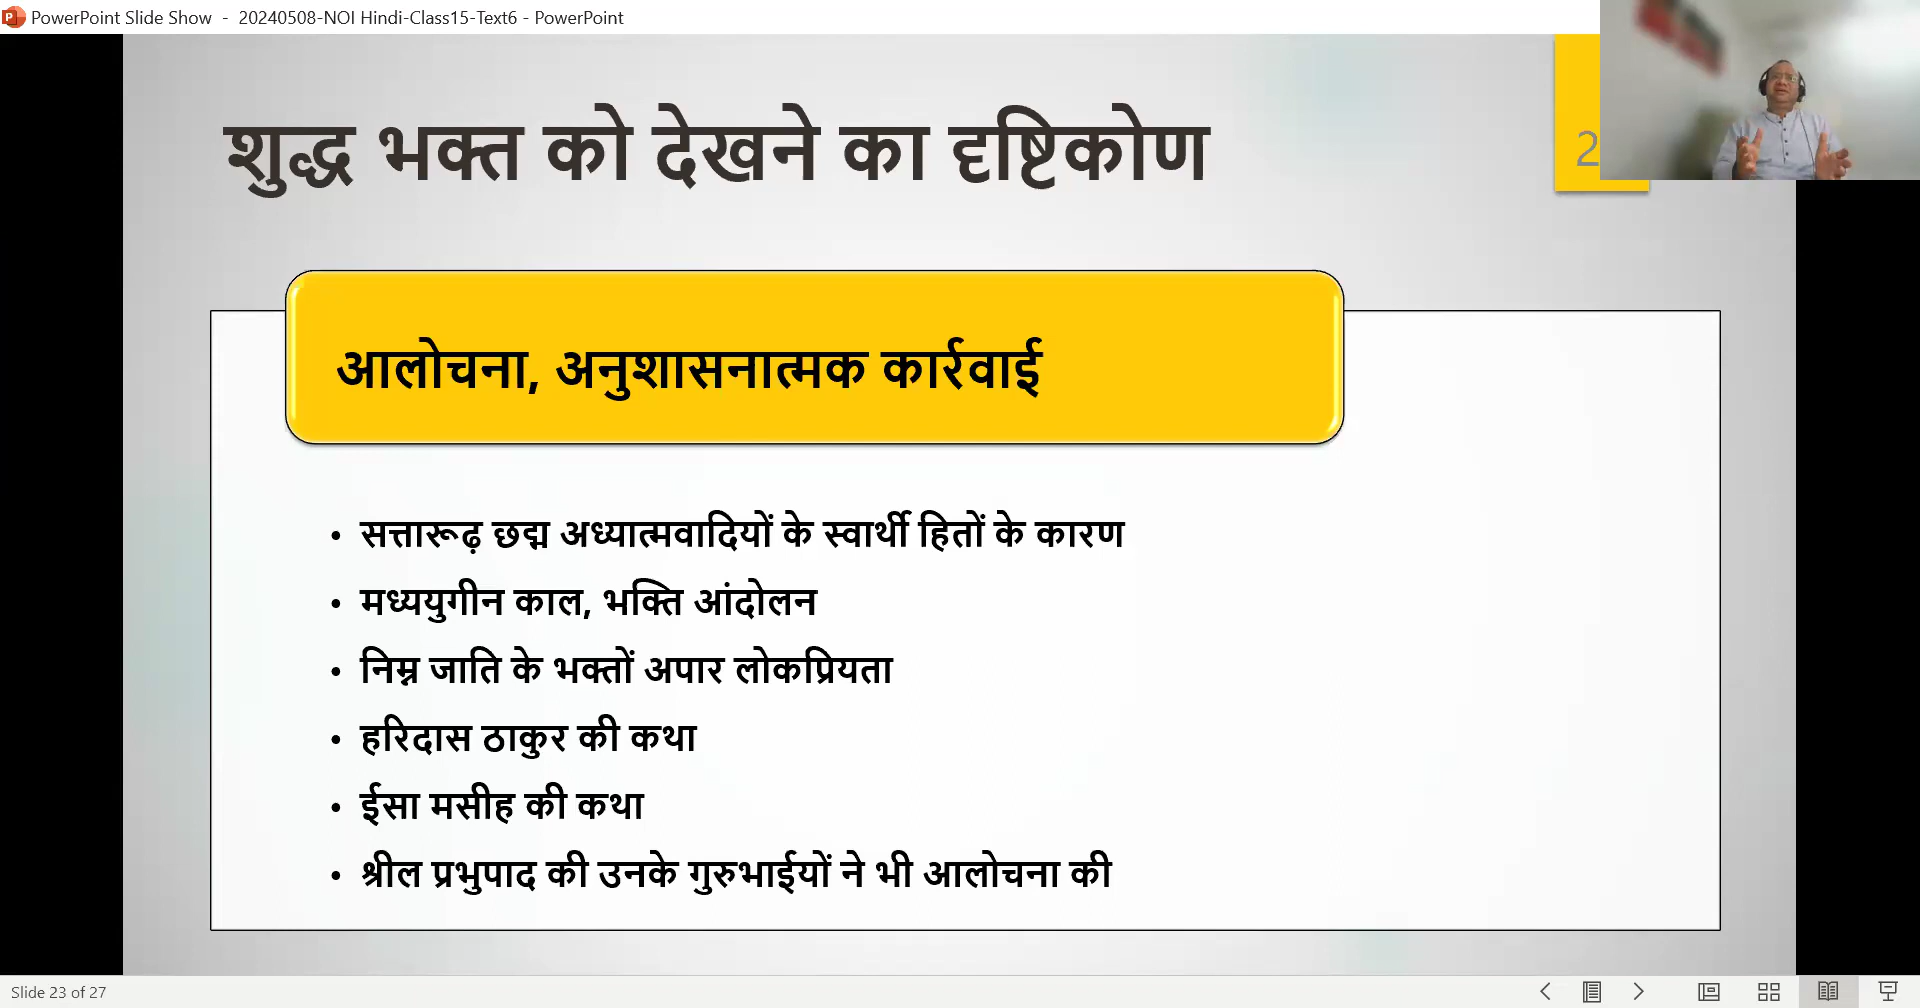 PowerPoint Slide Show - 20240508-NOI Hindi-Class15-Text6 - PowerPoint
शुद्ध भक्त को देखने का दृष्टिकोण
2
आलोचना, अनुशासनात्मक कार्रवाई
• सत्तारूढ़ छद्म अध्यात्मवादियों के स्वार्थी हितों के कारण
• मध्ययुगीन काल, भक्ति आंदोलन
• निम्न जाति के भक्तों अपार लोकप्रियता
• हरिदास ठाकुर की कथा
• ईसा मसीह की कथा
• श्रील प्रभुपाद की उनके गुरुभाईयों ने भी आलोचना की
Slide 23 of 27